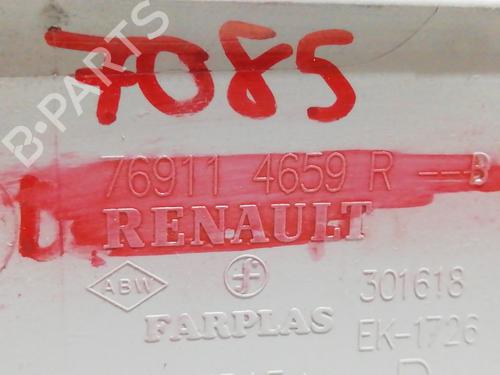 7085
B-PARTS
76911 4659 R ---B
RENAULT
ABW
FARPLAS
301618
EK-1726